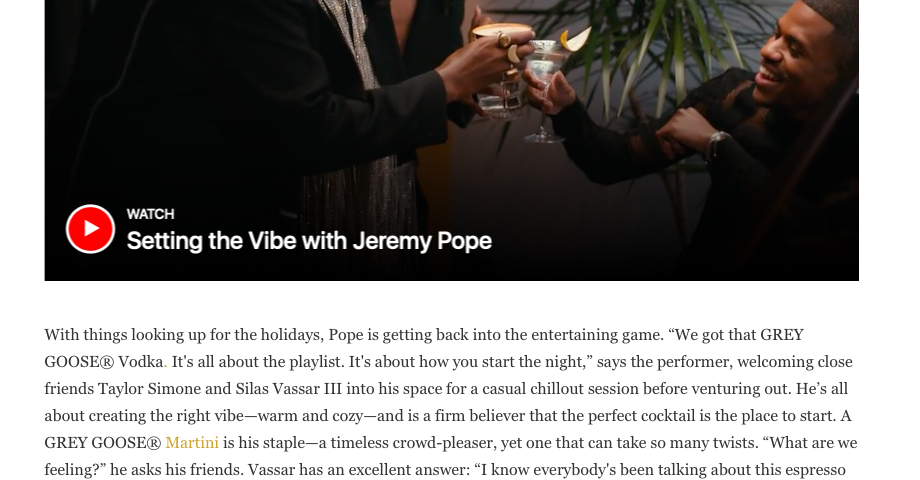 WATCH
Setting the Vibe with Jeremy Pope
With things looking up for the holidays, Pope is getting back into the entertaining game. “We got that GREY
GOOSE® Vodka. It's all about the playlist. It's about how you start the night,” says the performer, welcoming close
friends Taylor Simone and Silas Vassar III into his space for a casual chillout session before venturing out. He’s all
about creating the right vibe—warm and cozy—and is a firm believer that the perfect cocktail is the place to start. A
GREY GOOSE® Martini is his staple—a timeless crowd-pleaser, yet one that can take so many twists. “What are we
feeling?” he asks his friends. Vassar has an excellent answer: “I know everybody's been talking about this espresso